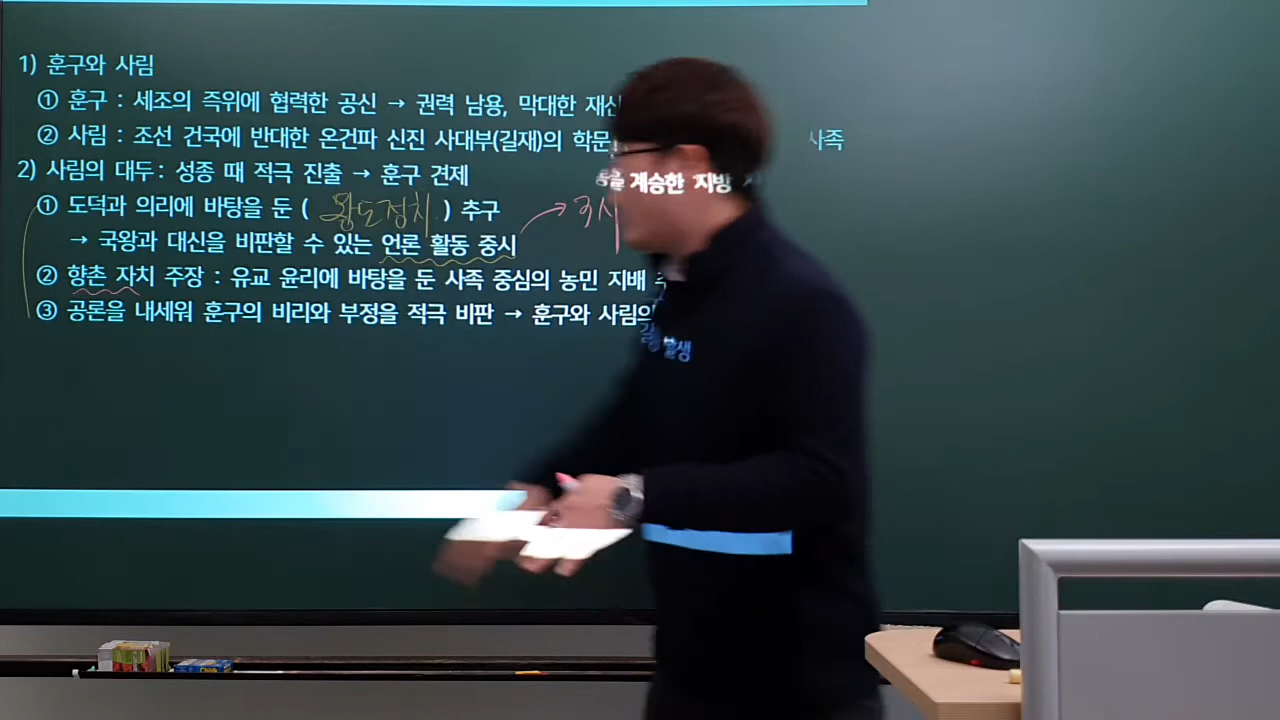 1) 훈구와 사림
① 훈구 : 세조의 즉위에 협력한 공신 → 권력 남용, 막대한 재산
② 사림 : 조선 건국에 반대한 온건파 신진 사대부(길재)의 학문 을 계승한 지방 사족
2) 사림의 대두 : 성종 때 적극 진출 → 훈구 견제
① 도덕과 의리에 바탕을 둔 ( 왕도정치 ) 추구
→ 국왕과 대신을 비판할 수 있는 언론 활동 중시 → 3사
② 향촌 자치 주장 : 유교 윤리에 바탕을 둔 사족 중심의 농민 지배
③ 공론을 내세워 훈구의 비리와 부정을 적극 비판 → 훈구와 사림의 발생